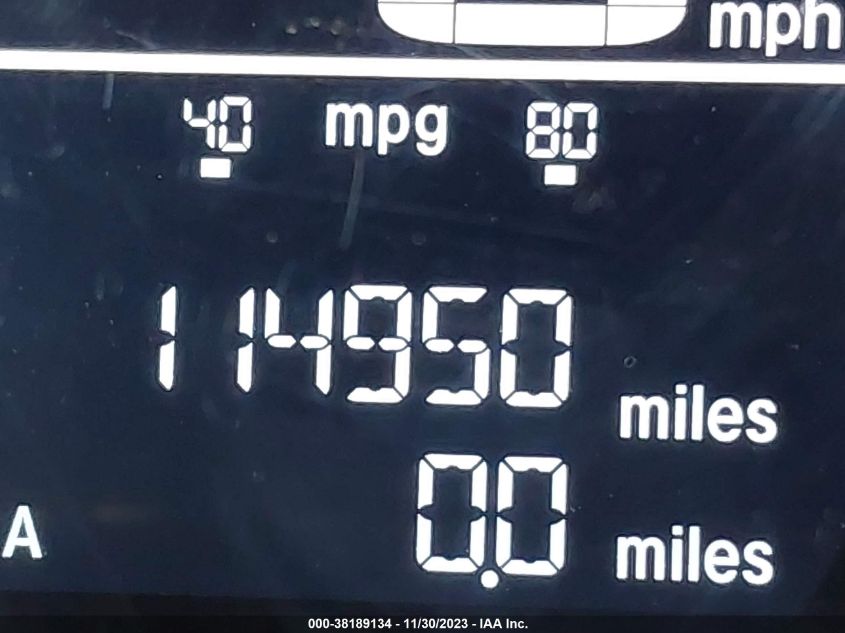 mph
40 mpg 80
114950 miles
0.0 miles
A
000-38189134 - 11/30/2023 - IAA Inc.